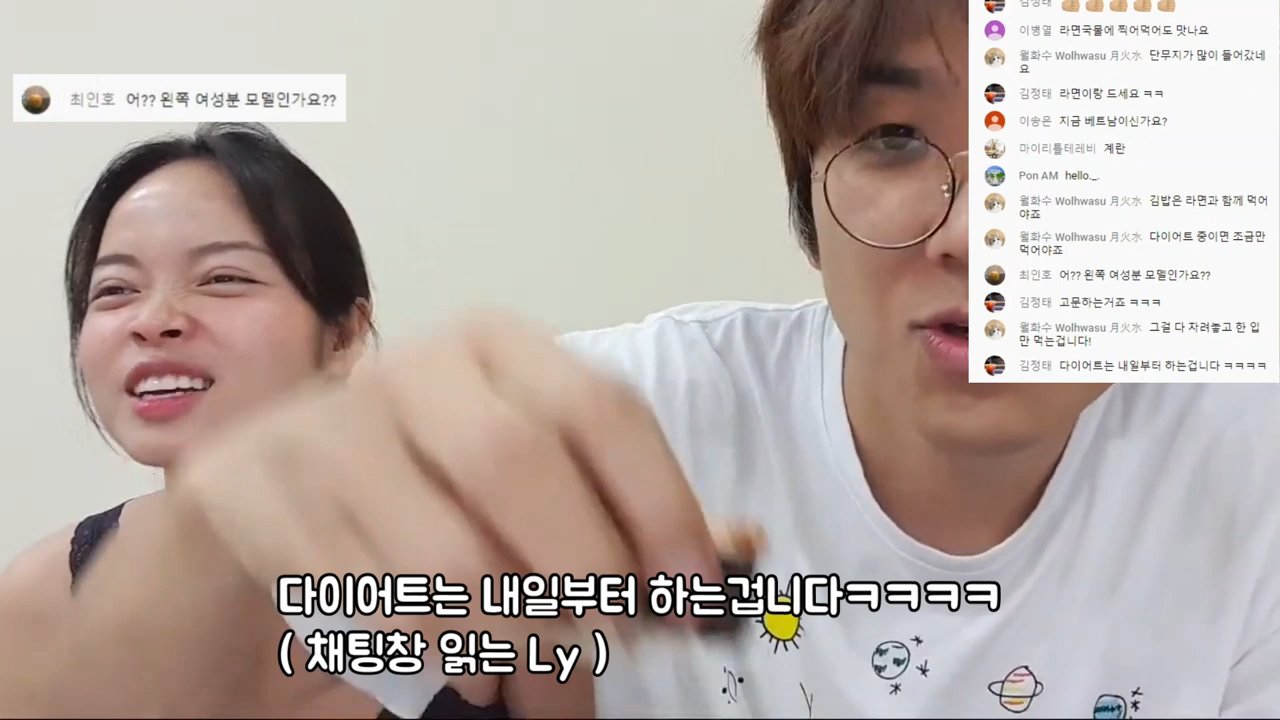 최인호 어?? 왼쪽 여성분 모델인가요??
김정태
이병열 라면국물에 찍어먹어도 맛나요
월화수 Wolhwasu 月火水 단무지가 많이 들어갔네
요
김정태 라면이랑 드세요 ㅋㅋ
이송은 지금 베트남이신가요?
마이리틀테레비 계란
Pon AM hello._.
월화수 Wolhwasu 月火水 김밥은 라면과 함께 먹어
야죠
월화수 Wolhwasu 月火水 다이어트 중이면 조금만
먹어야죠
최인호 어?? 왼쪽 여성분 모델인가요??
김정태 고문하는거죠 ㅋㅋㅋ
월화수 Wolhwasu 月火水 그걸 다 차려놓고 한 입
만 먹는겁니다!
김정태 다이어트는 내일부터 하는겁니다 ㅋㅋㅋㅋ
다이어트는 내일부터 하는겁니다ㅋㅋㅋㅋ
( 채팅창 읽는 Ly )